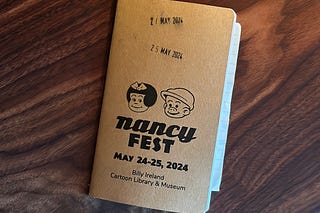 21 MAY 2024
25 MAY 2024
nancy
FEST
MAY 24-25, 2024
Billy Ireland
Cartoon Library & Museum